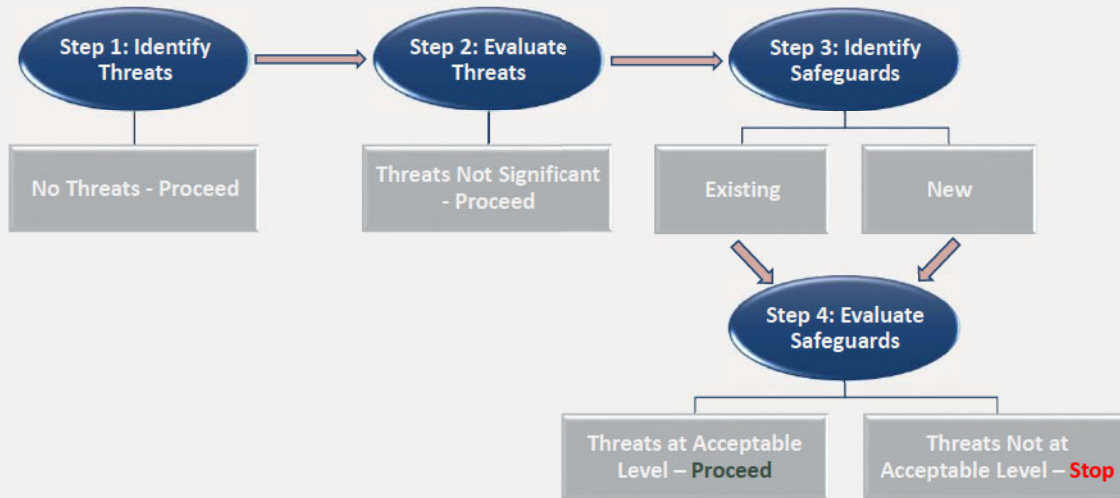 Step 1: Identify
Threats
Step 2: Evaluate
Threats
Step 3: Identify
Safeguards
No Threats - Proceed
Threats Not Significant
- Proceed
Existing
New
Step 4: Evaluate
Safeguards
Threats at Acceptable
Level – Proceed
Threats Not at
Acceptable Level – Stop